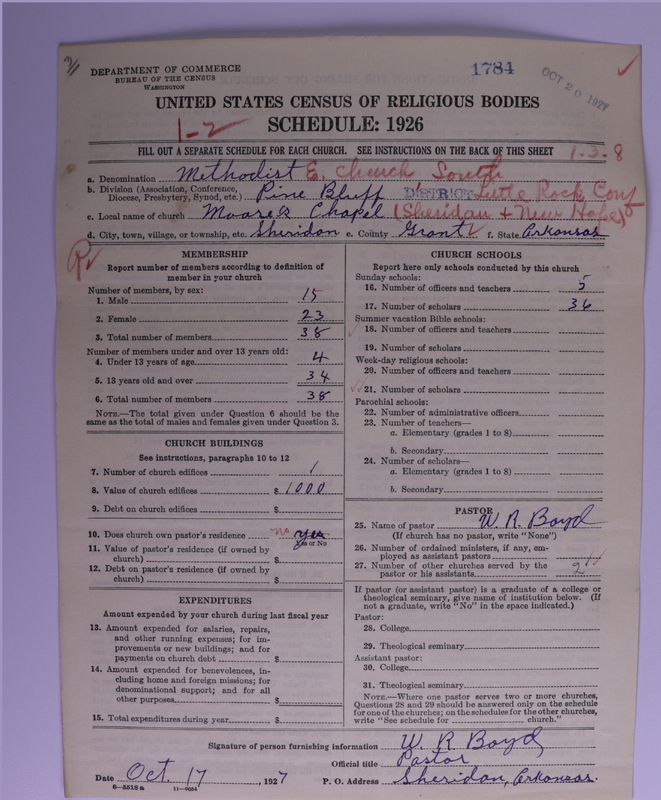 DEPARTMENT OF COMMERCE
BUREAU OF THE CENSUS
WASHINGTON
1784
OCT 20 1927
UNITED STATES CENSUS OF RELIGIOUS BODIES
1-2
SCHEDULE: 1926
FILL OUT A SEPARATE SCHEDULE FOR EACH CHURCH. SEE INSTRUCTIONS ON THE BACK OF THIS SHEET
1-3-8
a. Denomination Methodist E. Church South
b. Division (Association, Conference, Diocese, Presbytery, Synod, etc.) Pine Bluff DISTRICT Little Rock Conf
c. Local name of church Moore's Chapel (Sheridan + New Hope)
d. City, town, village, or township, etc. Sheridan e. County Grant f. State Arkansas
MEMBERSHIP
Report number of members according to definition of
member in your church
Number of members, by sex:
1. Male 15
2. Female 23
3. Total number of members 38
Number of members under and over 13 years old:
4. Under 13 years of age 4
5. 13 years old and over 34
6. Total number of members 38
NOTE.—The total given under Question 6 should be the
same as the total of males and females given under Question 3.
CHURCH BUILDINGS
See instructions, paragraphs 10 to 12
7. Number of church edifices 1
8. Value of church edifices $ 1000
9. Debt on church edifices $
10. Does church own pastor's residence no yes
Yes or No
11. Value of pastor's residence (if owned by
church) $
12. Debt on pastor's residence (if owned by
church) $
EXPENDITURES
Amount expended by your church during last fiscal year
13. Amount expended for salaries, repairs,
and other running expenses; for im-
provements or new buildings; and for
payments on church debt $
14. Amount expended for benevolences, in-
cluding home and foreign missions; for
denominational support; and for all
other purposes $
15. Total expenditures during year $
CHURCH SCHOOLS
Report here only schools conducted by this church
Sunday schools:
16. Number of officers and teachers 5
17. Number of scholars 36
Summer vacation Bible schools:
18. Number of officers and teachers
19. Number of scholars
Week-day religious schools:
20. Number of officers and teachers
21. Number of scholars
Parochial schools:
22. Number of administrative officers
23. Number of teachers—
a. Elementary (grades 1 to 8)
b. Secondary
24. Number of scholars—
a. Elementary (grades 1 to 8)
b. Secondary
PASTOR
25. Name of pastor W. R. Boyd
(If church has no pastor, write "None")
26. Number of ordained ministers, if any, em-
ployed as assistant pastors
27. Number of other churches served by the
pastor or his assistants 2
If pastor (or assistant pastor) is a graduate of a college or
theological seminary, give name of institution below. (If
not a graduate, write "No" in the space indicated.)
Pastor:
28. College
29. Theological seminary
Assistant pastor:
30. College
31. Theological seminary
NOTE.—Where one pastor serves two or more churches,
Questions 28 and 29 should be answered only on the schedule
for one of the churches; on the schedules for the other churches,
write "See schedule for church."
Signature of person furnishing information W. R. Boyd
Official title Pastor
Date Oct. 17, 1927 P. O. Address Sheridan, Arkansas.
8-5518a 11-9054